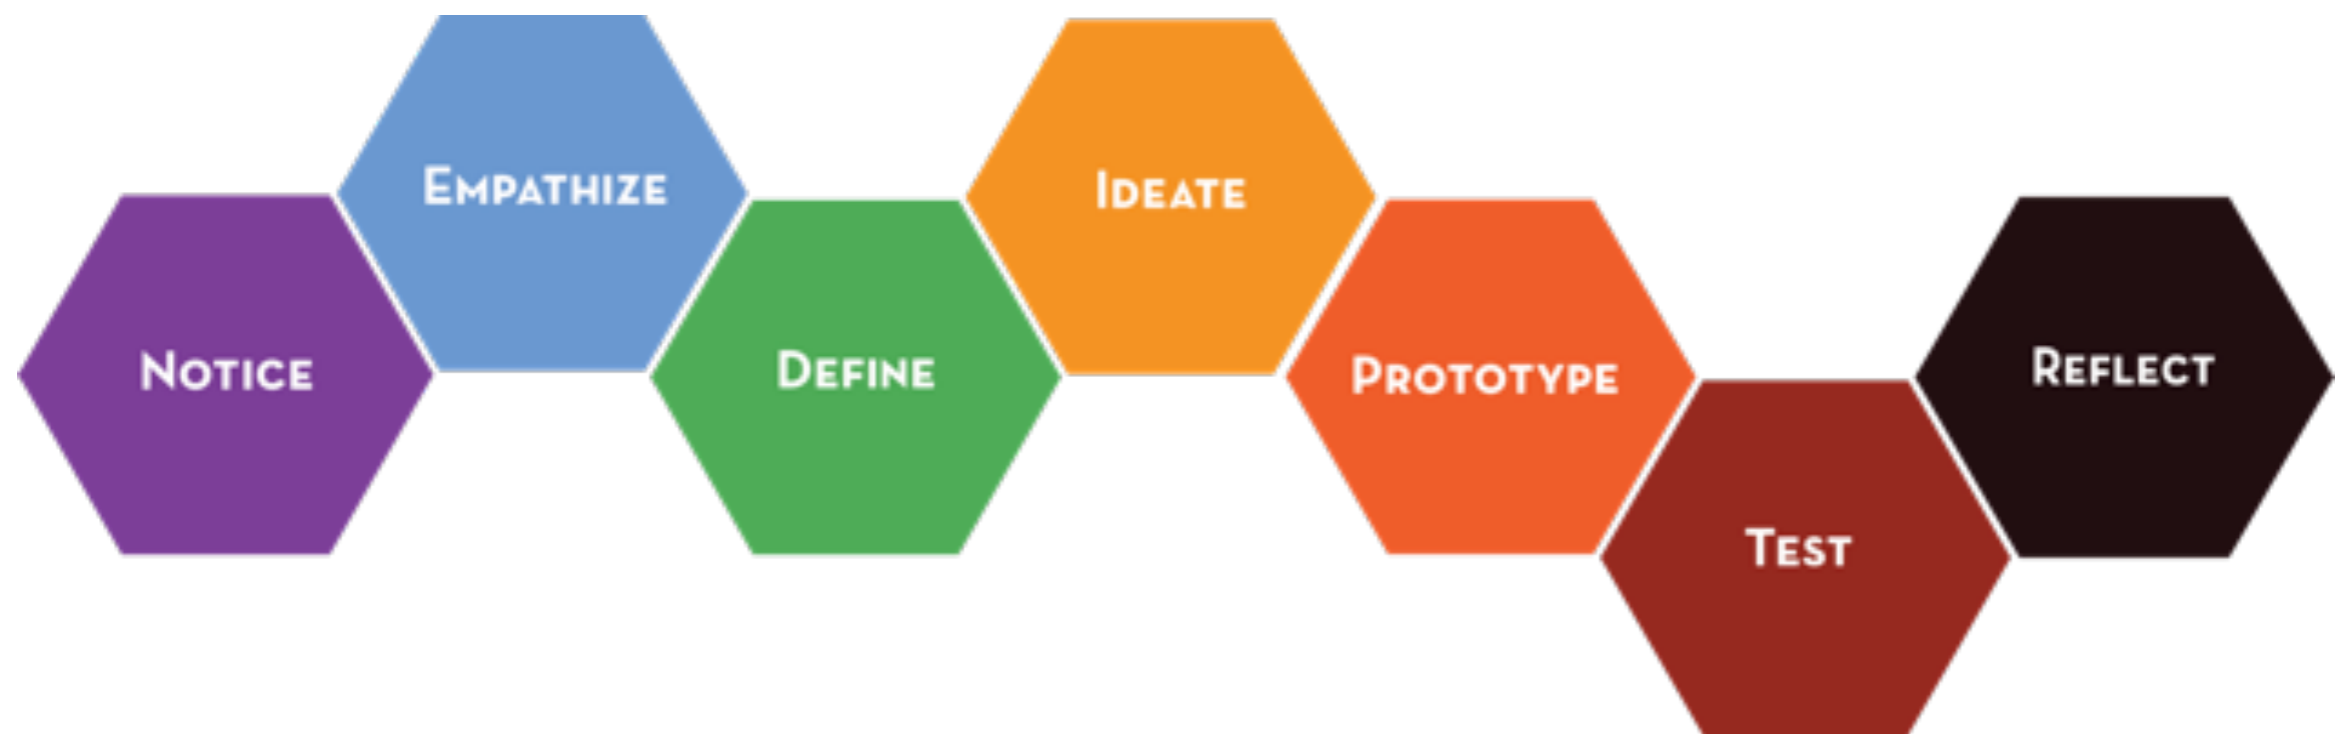 Notice
Empathize
Define
Ideate
Prototype
Test
Reflect